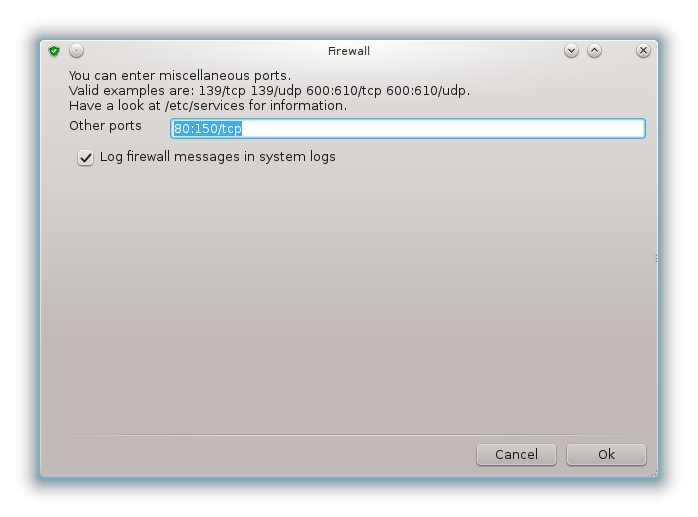 Firewall
You can enter miscellaneous ports.
Valid examples are: 139/tcp 139/udp 600:610/tcp 600:610/udp.
Have a look at /etc/services for information.
Other ports 80:150/tcp
Log firewall messages in system logs
Cancel Ok